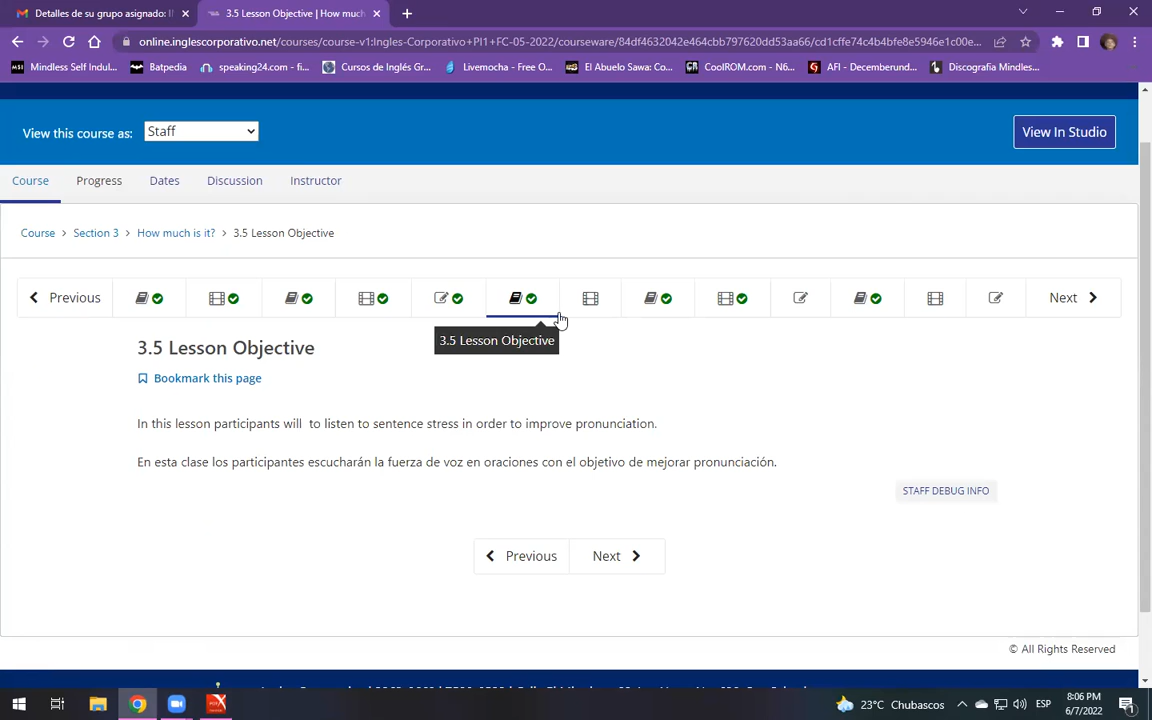 Detalles de su grupo asignado: I
3.5 Lesson Objective | How much
online.inglescorporativo.net/courses/course-v1:Ingles-Corporativo+PI1+FC-05-2022/courseware/84df4632042e464cbb797620dd53aa66/cd1cffe74c4b4bfe8e5946e1c00e...
Mindless Self Indul...
Batpedia
speaking24.com - fi...
Cursos de Inglés Gr...
Livemocha - Free O...
El Abuelo Sawa: Co...
CoolROM.com - N6...
AFI - Decemberund...
Discografia Mindles...
View this course as:
Staff
View In Studio
Course
Progress
Dates
Discussion
Instructor
Course > Section 3 > How much is it? > 3.5 Lesson Objective
Previous
Next
3.5 Lesson Objective
3.5 Lesson Objective
Bookmark this page
In this lesson participants will to listen to sentence stress in order to improve pronunciation.
En esta clase los participantes escucharán la fuerza de voz en oraciones con el objetivo de mejorar pronunciación.
STAFF DEBUG INFO
Previous
Next
© All Rights Reserved
23°C Chubascos
ESP
8:06 PM
6/7/2022